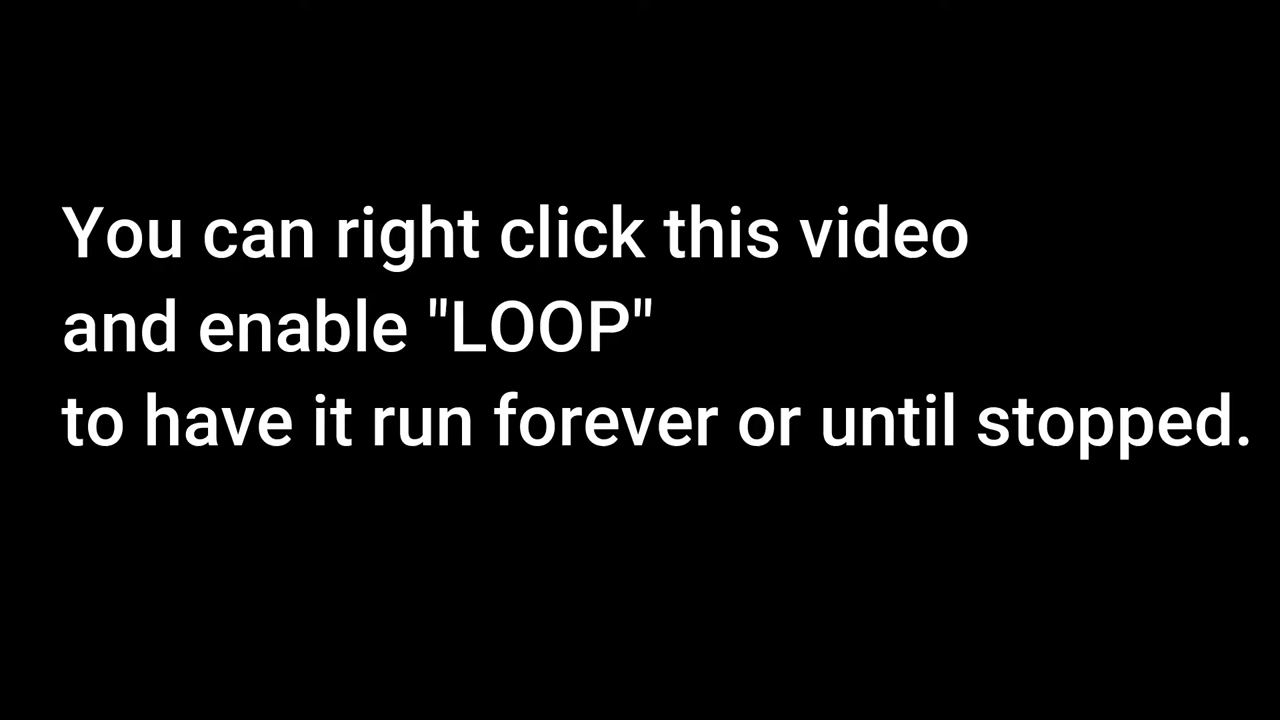 You can right click this video
and enable "LOOP"
to have it run forever or until stopped.